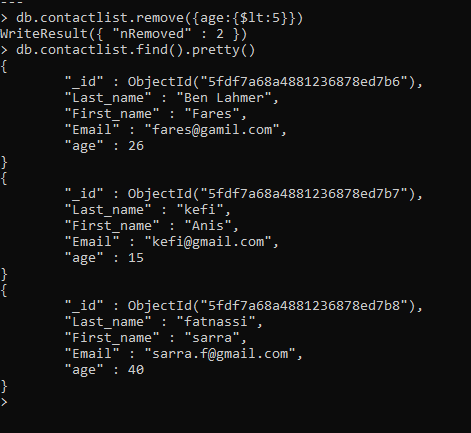 ---
> db.contactlist.remove({age:{$lt:5}})
WriteResult({ "nRemoved" : 2 })
> db.contactlist.find().pretty()
{
        "_id" : ObjectId("5fdf7a68a4881236878ed7b6"),
        "Last_name" : "Ben Lahmer",
        "First_name" : "Fares",
        "Email" : "fares@gamil.com",
        "age" : 26
}
{
        "_id" : ObjectId("5fdf7a68a4881236878ed7b7"),
        "Last_name" : "kefi",
        "First_name" : "Anis",
        "Email" : "kefi@gmail.com",
        "age" : 15
}
{
        "_id" : ObjectId("5fdf7a68a4881236878ed7b8"),
        "Last_name" : "fatnassi",
        "First_name" : "sarra",
        "Email" : "sarra.f@gmail.com",
        "age" : 40
}
>